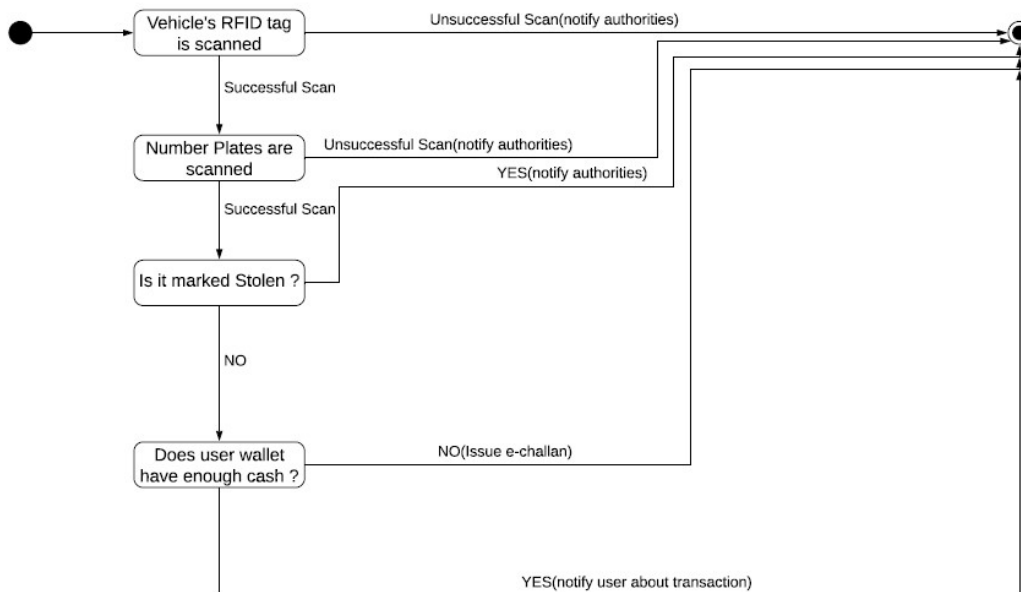 Vehicle's RFID tag
is scanned
Unsuccessful Scan(notify authorities)
Successful Scan
Number Plates are
scanned
Unsuccessful Scan(notify authorities)
YES(notify authorities)
Successful Scan
Is it marked Stolen ?
NO
Does user wallet
have enough cash ?
NO(Issue e-challan)
YES(notify user about transaction)